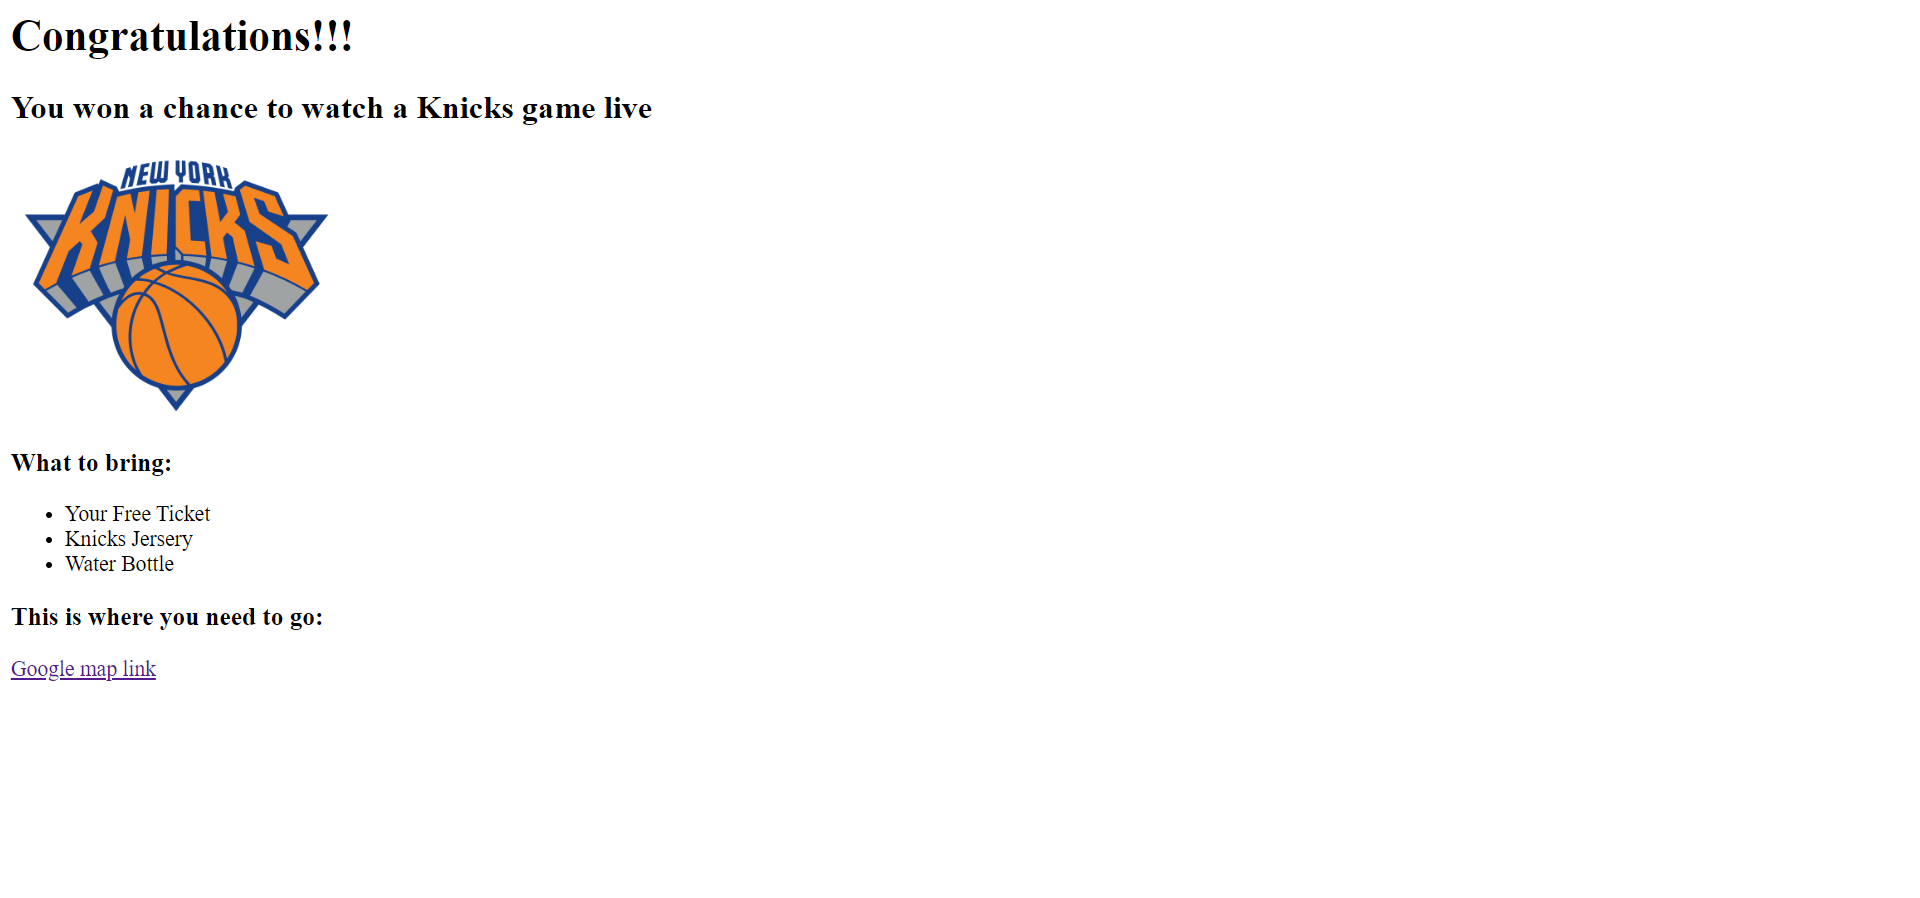 Congratulations!!!
You won a chance to watch a Knicks game live
NEW YORK
KNICKS
What to bring:
Your Free Ticket
Knicks Jersery
Water Bottle
This is where you need to go:
Google map link